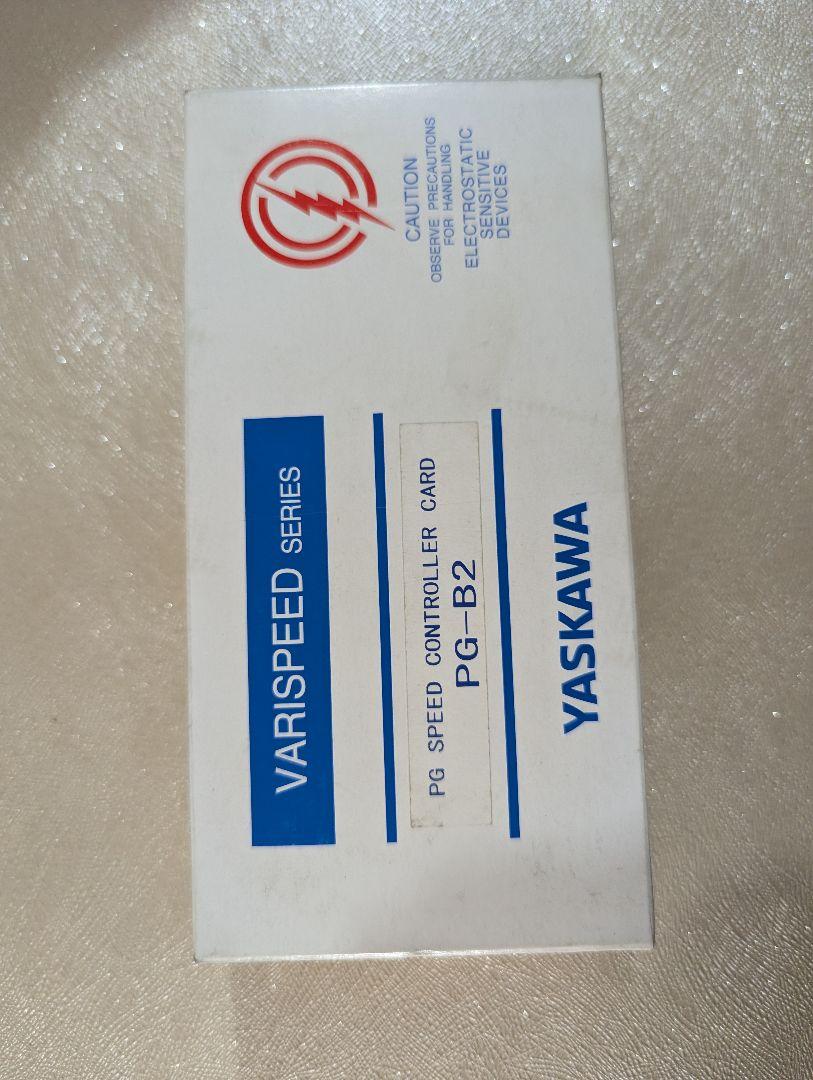 VARISPEED SERIES
PG SPEED CONTROLLER CARD
PG-B2
YASKAWA
CAUTION
OBSERVE PRECAUTIONS
FOR HANDLING
ELECTROSTATIC
SENSITIVE
DEVICES